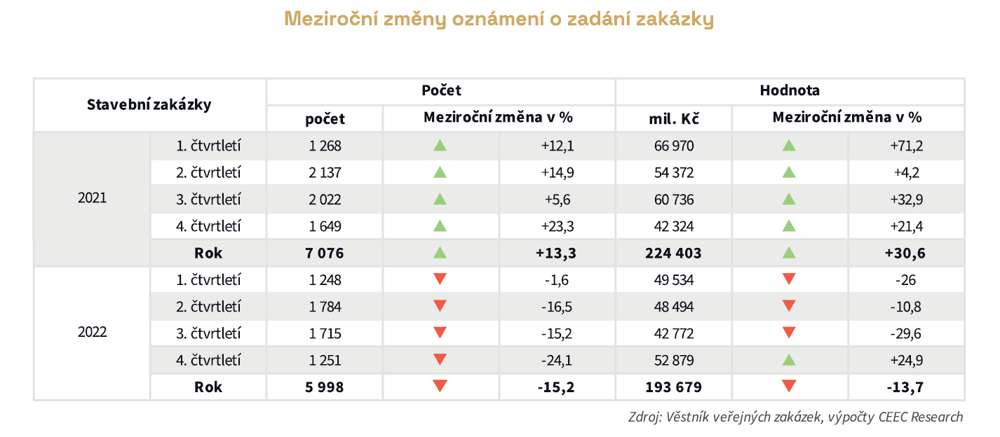 Meziroční změny oznámení o zadání zakázky
Stavební zakázky Počet Hodnota
počet Meziroční změna v % mil. Kč Meziroční změna v %
2021
1. čtvrtletí 1 268 +12,1 66 970 +71,2
2. čtvrtletí 2 137 +14,9 54 372 +4,2
3. čtvrtletí 2 022 +5,6 60 736 +32,9
4. čtvrtletí 1 649 +23,3 42 324 +21,4
Rok 7 076 +13,3 224 403 +30,6
2022
1. čtvrtletí 1 248 -1,6 49 534 -26
2. čtvrtletí 1 784 -16,5 48 494 -10,8
3. čtvrtletí 1 715 -15,2 42 772 -29,6
4. čtvrtletí 1 251 -24,1 52 879 +24,9
Rok 5 998 -15,2 193 679 -13,7
Zdroj: Věstník veřejných zakázek, výpočty CEEC Research